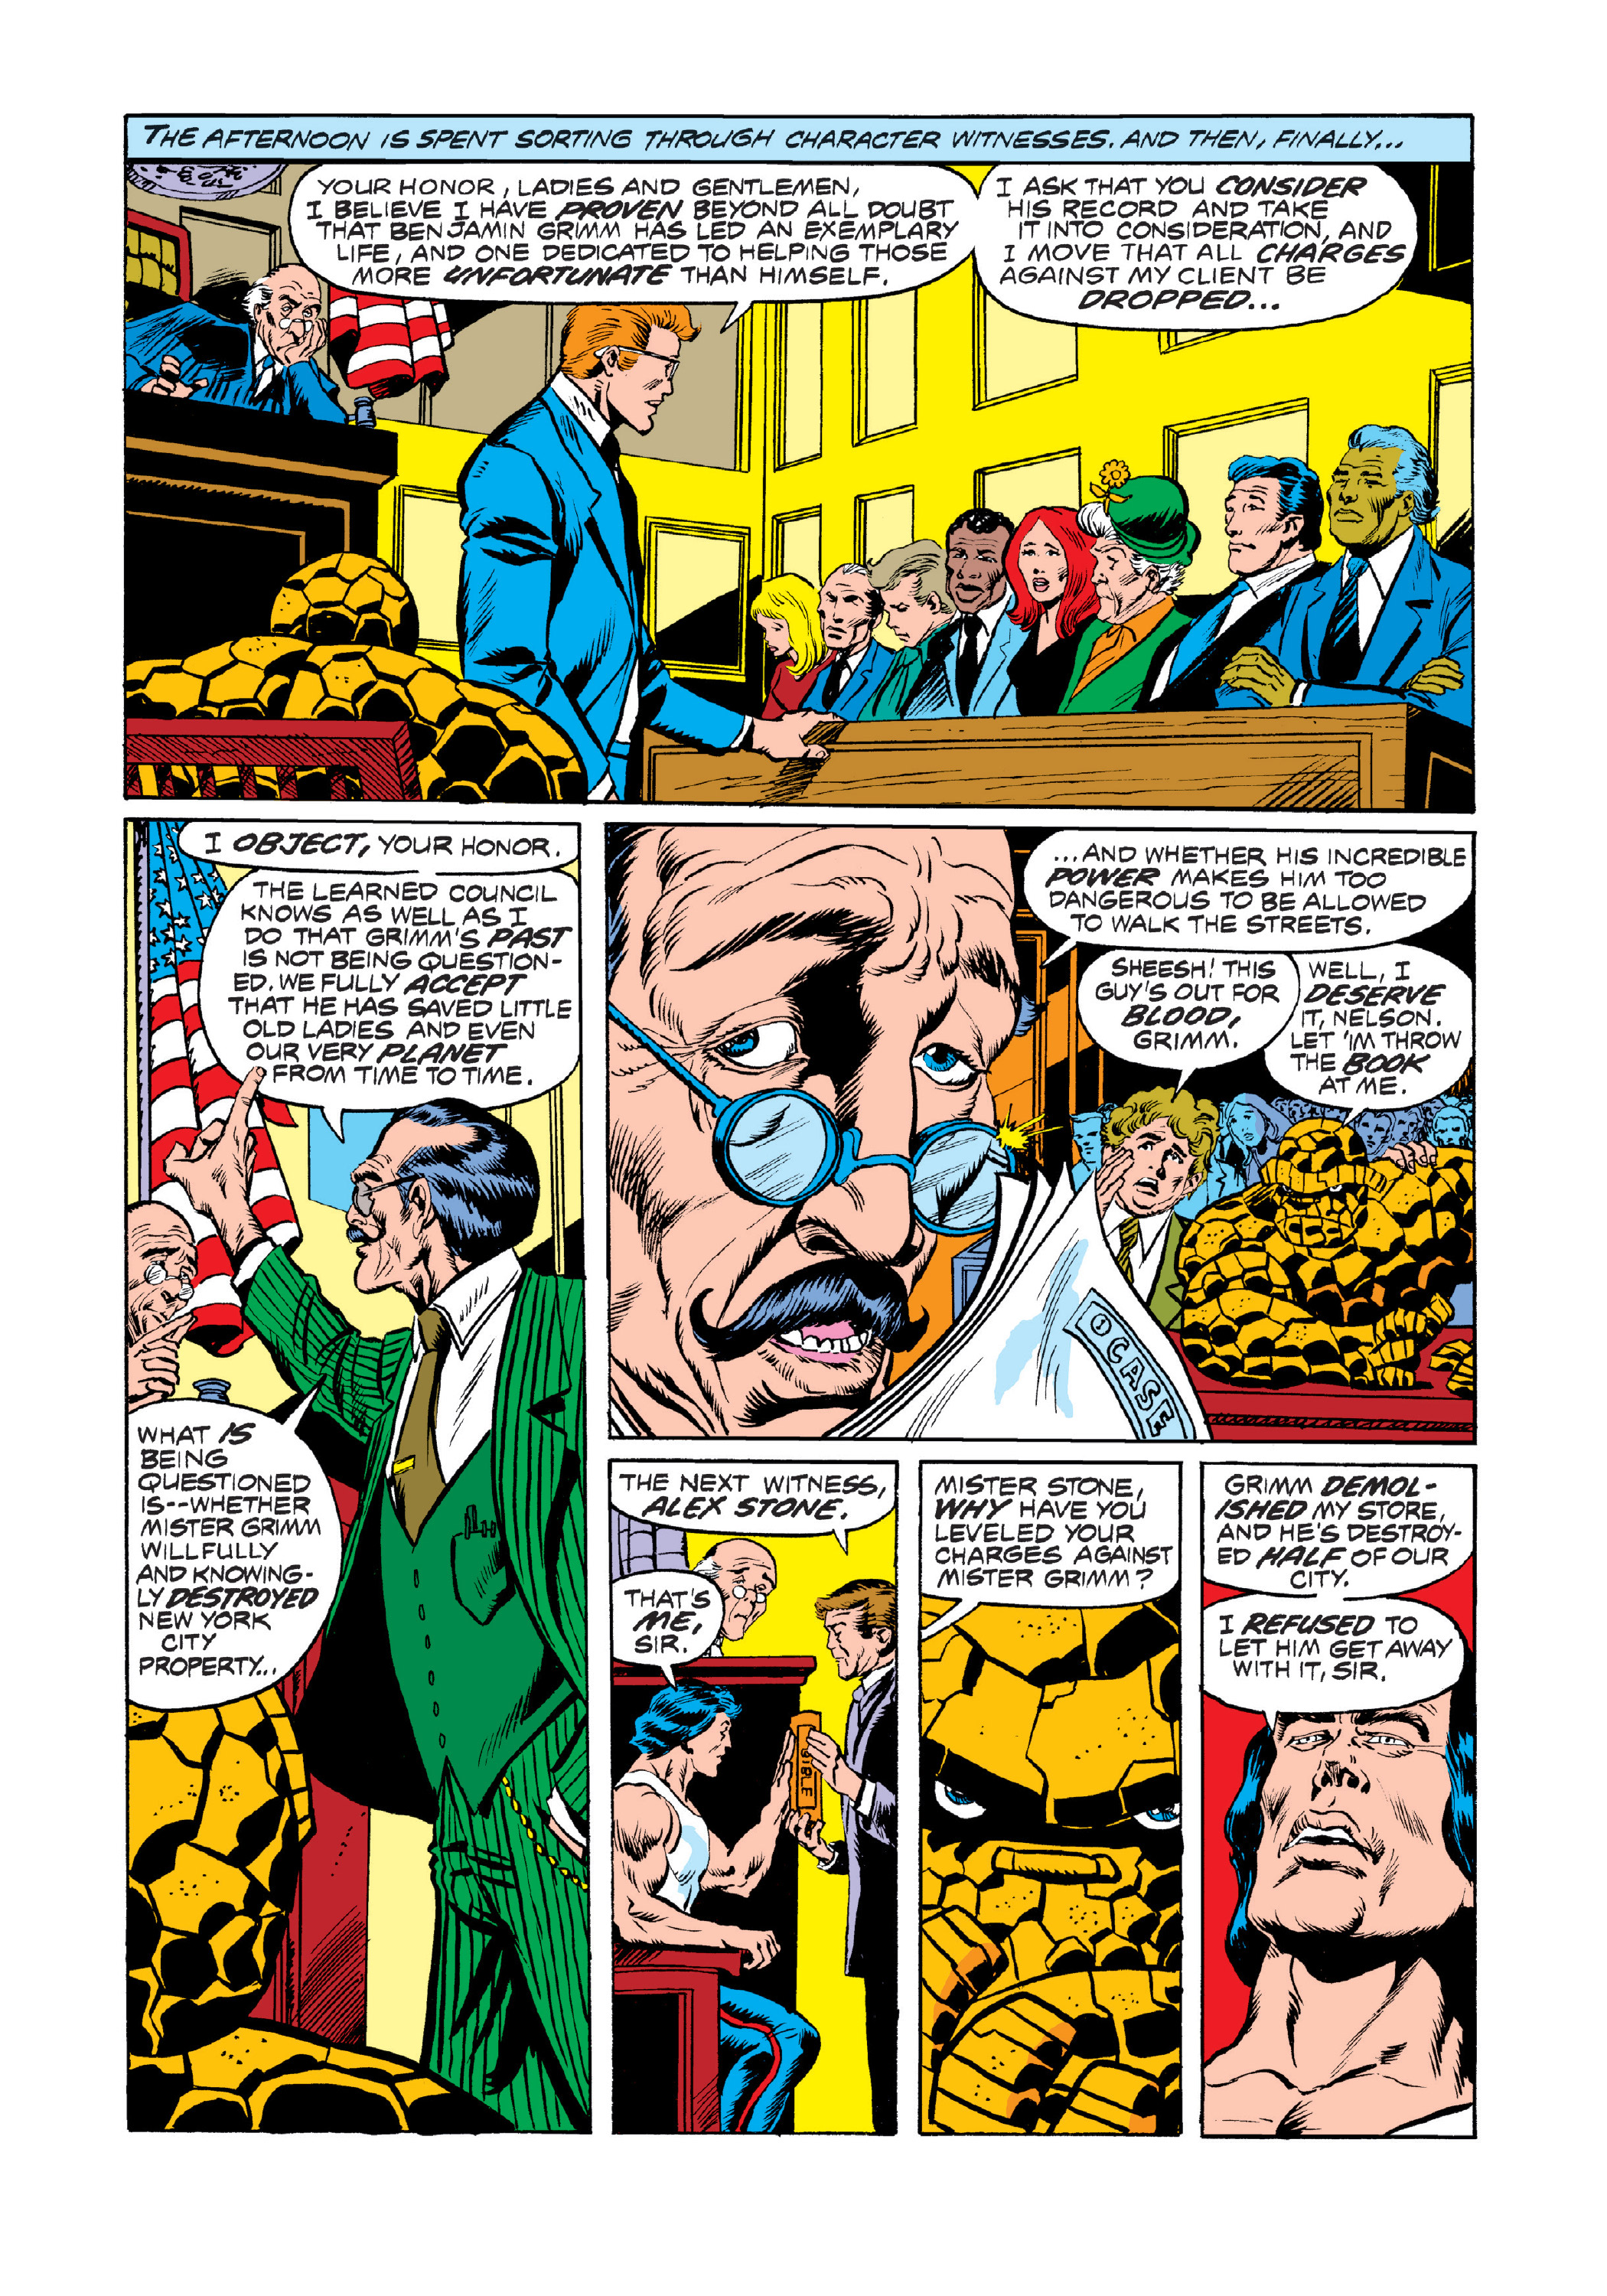 THE AFTERNOON IS SPENT SORTING THROUGH CHARACTER WITNESSES. AND THEN, FINALLY...
YOUR HONOR, LADIES AND GENTLEMEN,
I BELIEVE I HAVE PROVEN BEYOND ALL DOUBT
THAT BENJAMIN GRIMM HAS LED AN EXEMPLARY
LIFE, AND ONE DEDICATED TO HELPING THOSE
MORE UNFORTUNATE THAN HIMSELF.
I ASK THAT YOU CONSIDER
HIS RECORD AND TAKE
IT INTO CONSIDERATION, AND
I MOVE THAT ALL CHARGES
AGAINST MY CLIENT BE
DROPPED...
I OBJECT, YOUR HONOR.
THE LEARNED COUNCIL
KNOWS AS WELL AS I
DO THAT GRIMM'S PAST
IS NOT BEING QUESTION-
ED. WE FULLY ACCEPT
THAT HE HAS SAVED LITTLE
OLD LADIES AND EVEN
OUR VERY PLANET
FROM TIME TO TIME.
WHAT IS
BEING
QUESTIONED
IS--WHETHER
MISTER GRIMM
WILLFULLY
AND KNOWING-
LY DESTROYED
NEW YORK
CITY
PROPERTY...
...AND WHETHER HIS INCREDIBLE
POWER MAKES HIM TOO
DANGEROUS TO BE ALLOWED
TO WALK THE STREETS.
SHEESH! THIS
GUY'S OUT FOR
BLOOD,
GRIMM.
WELL, I
DESERVE
IT, NELSON.
LET 'IM THROW
THE BOOK
AT ME.
CASE
THE NEXT WITNESS,
ALEX STONE.
THAT'S
ME,
SIR.
BIBLE
MISTER STONE,
WHY HAVE YOU
LEVELED YOUR
CHARGES AGAINST
MISTER GRIMM?
GRIMM DEMOL-
ISHED MY STORE,
AND HE'S DESTROY-
ED HALF OF OUR
CITY.
I REFUSED TO
LET HIM GET AWAY
WITH IT, SIR.